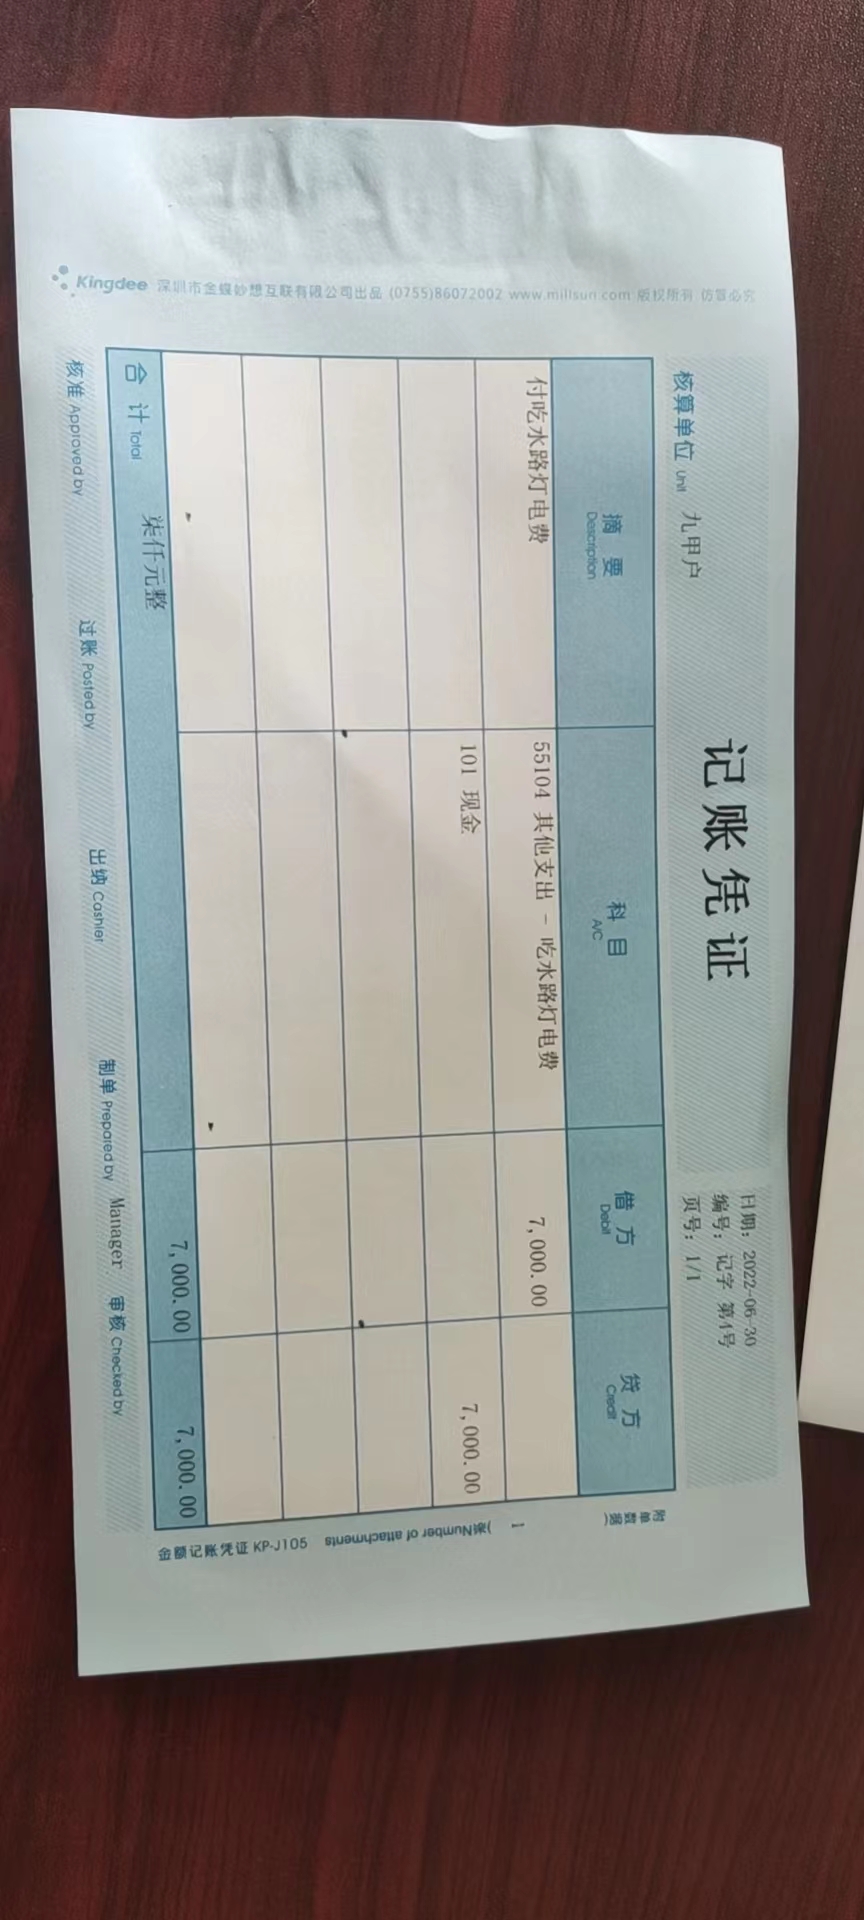 记账凭证
日期: 2022-06-30
编号: 记字 第4号
页号: 1/1
核算单位 Unit 九甲户
摘要 Description 科目 A/C 借方 Debit 贷方 Credit
付吃水路灯电费 55104 其他支出 - 吃水路灯电费 7,000.00
101 现金 7,000.00
合计 Total 柒仟元整 7,000.00 7,000.00
核准 Approved by 过账 Posted by 出纳 Cashier 制单 Prepared by Manager 审核 Checked by
附单据数 ( 1 Number of attachments)
金额记账凭证 KP-J105
Kingdee 深圳市金蝶妙想互联有限公司出品 (0755)86072002 www.millsun.com 版权所有 仿冒必究